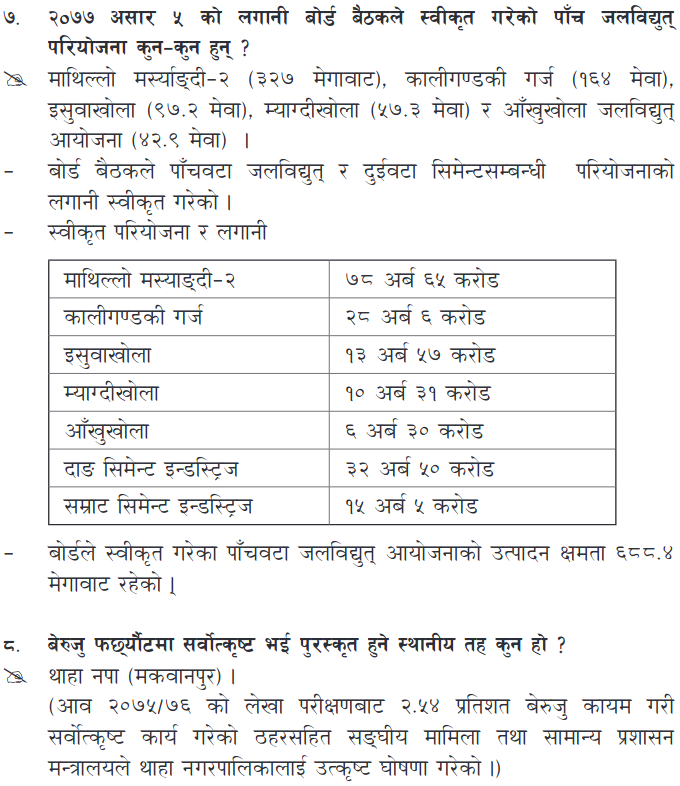 ७. २०७७ असार ५ को लगानी बोर्ड बैठकले स्वीकृत गरेको पाँच जलविद्युत्
परियोजना कुन-कुन हुन् ?
माथिल्लो मर्स्याङ्दी-२ (३२७ मेगावाट), कालीगण्डकी गर्ज (१६४ मेवा),
इसुवाखोला (९७.२ मेवा), म्याग्दीखोला (५७.३ मेवा) र आँखुखोला जलविद्युत्
आयोजना (४२.९ मेवा) ।
- बोर्ड बैठकले पाँचवटा जलविद्युत् र दुईवटा सिमेन्टसम्बन्धी परियोजनाको
लगानी स्वीकृत गरेको ।
- स्वीकृत परियोजना र लगानी
माथिल्लो मस्याङ्दी-२ ७८ अर्ब ६५ करोड
कालीगण्डकी गर्ज २८ अर्ब ६ करोड
इसुवाखोला १३ अर्ब ५७ करोड
म्याग्दीखोला १० अर्ब ३१ करोड
आँखुखोला ६ अर्ब ३० करोड
दाङ सिमेन्ट इन्डस्ट्रिज ३२ अर्ब ५० करोड
सम्राट सिमेन्ट इन्डस्ट्रिज १५ अर्ब ५ करोड
- बोर्डले स्वीकृत गरेका पाँचवटा जलविद्युत् आयोजनाको उत्पादन क्षमता ६८८.४
मेगावाट रहेको ।
८. बेरुजु फर्छ्यौटमा सर्वोत्कृष्ट भई पुरस्कृत हुने स्थानीय तह कुन हो ?
थाहा नपा (मकवानपुर) ।
(आव २०७५/७६ को लेखा परीक्षणबाट २.५४ प्रतिशत बेरुजु कायम गरी
सर्वोत्कृष्ट कार्य गरेको ठहरसहित सङ्घीय मामिला तथा सामान्य प्रशासन
मन्त्रालयले थाहा नगरपालिकालाई उत्कृष्ट घोषणा गरेको ।)